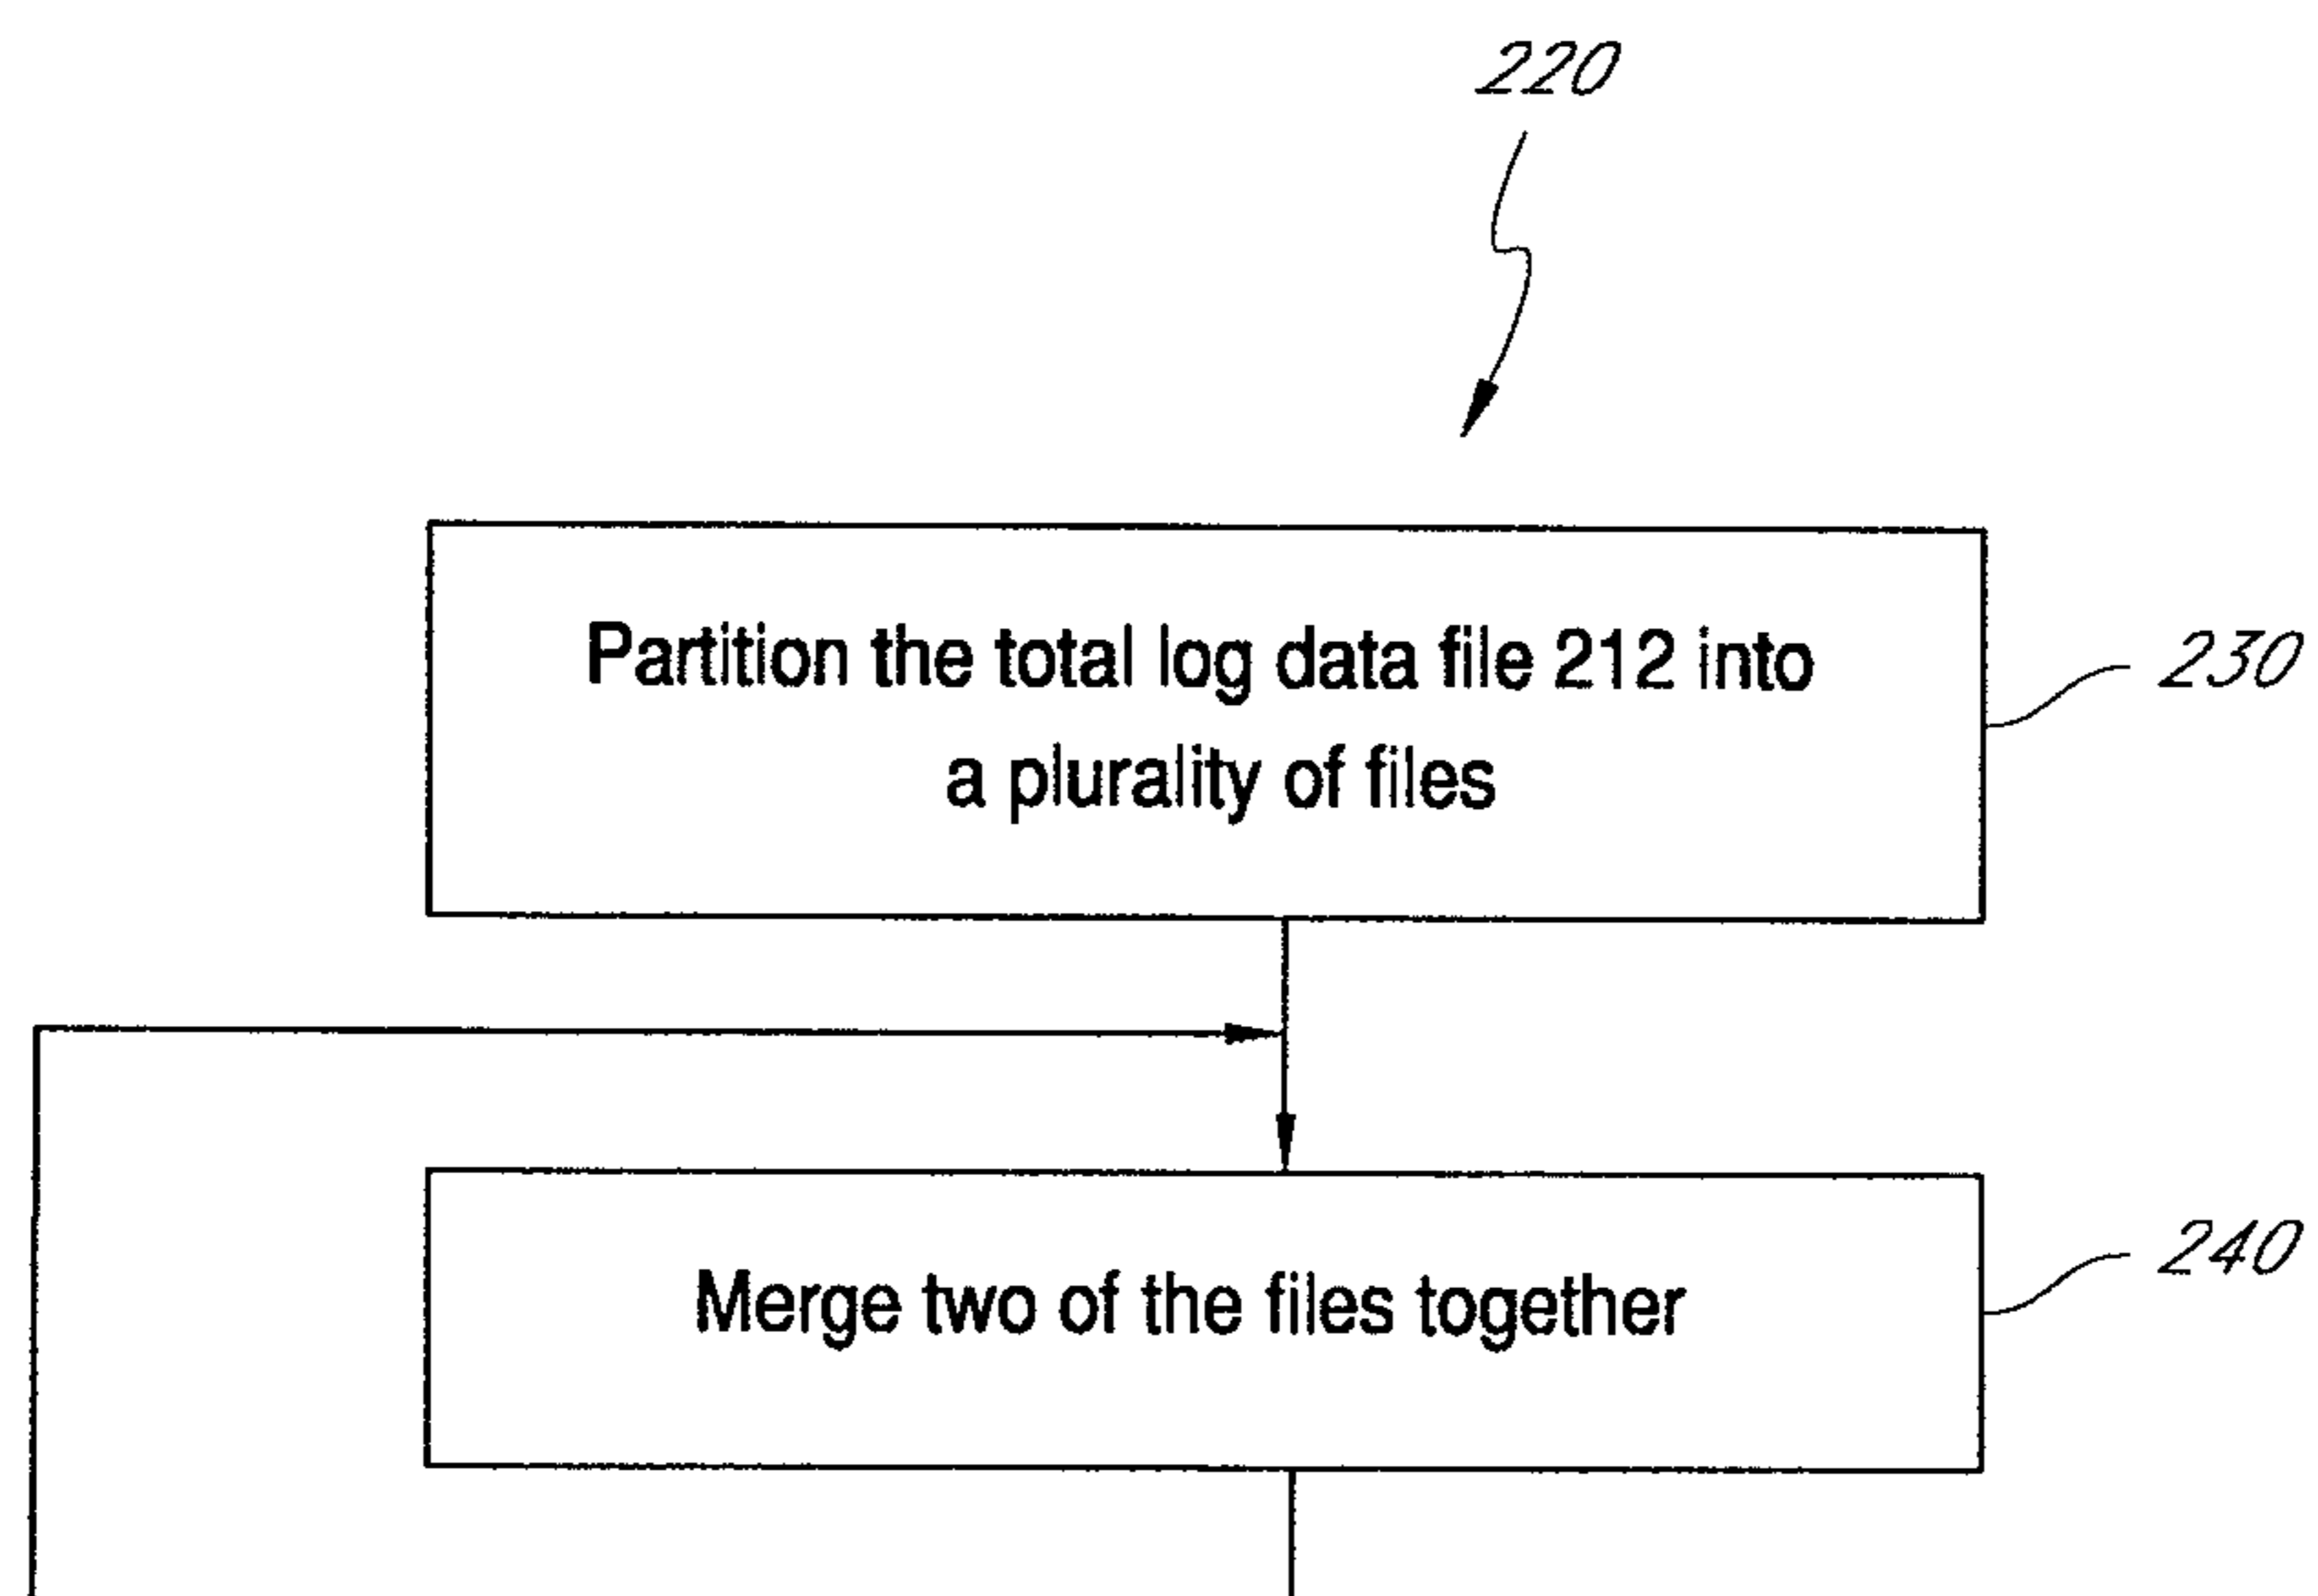 220
Partition the total log data file 212 into
a plurality of files
230
Merge two of the files together
240